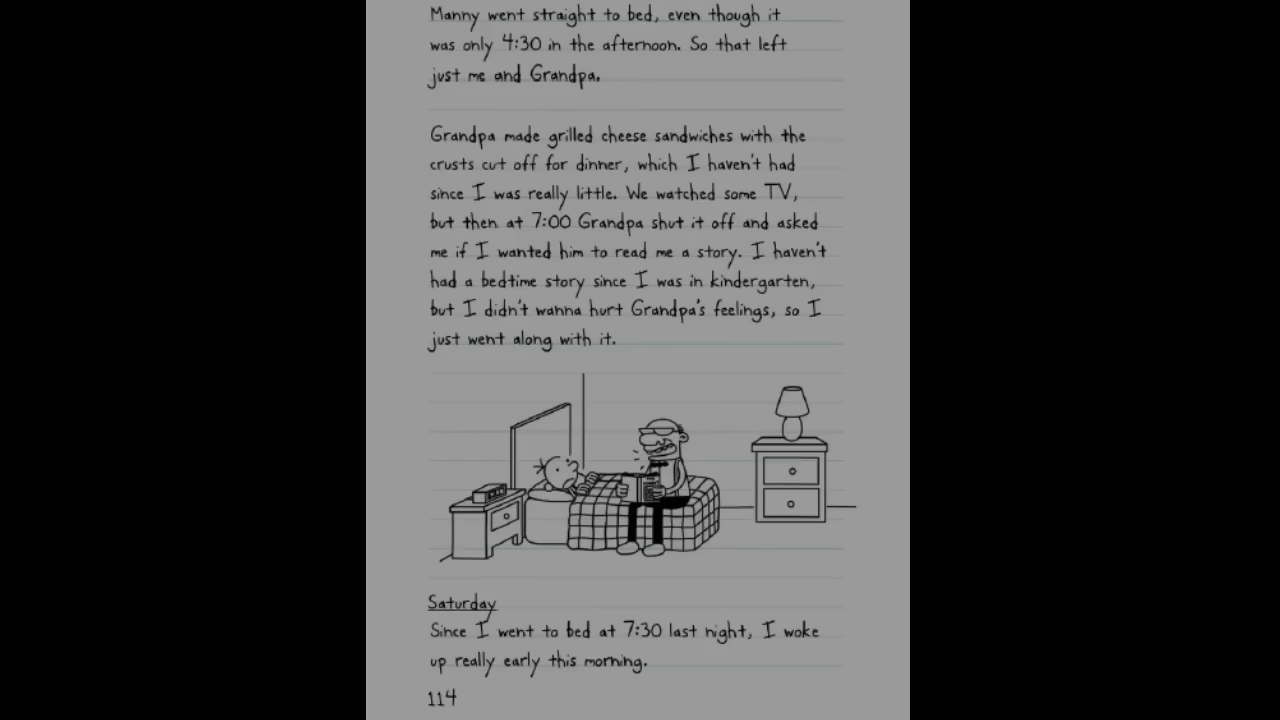 Manny went straight to bed, even though it
was only 4:30 in the afternoon. So that left
just me and Grandpa.
Grandpa made grilled cheese sandwiches with the
crusts cut off for dinner, which I haven't had
since I was really little. We watched some TV,
but then at 7:00 Grandpa shut it off and asked
me if I wanted him to read me a story. I haven't
had a bedtime story since I was in kindergarten,
but I didn't wanna hurt Grandpa's feelings, so I
just went along with it.
Saturday
Since I went to bed at 7:30 last night, I woke
up really early this morning.
114